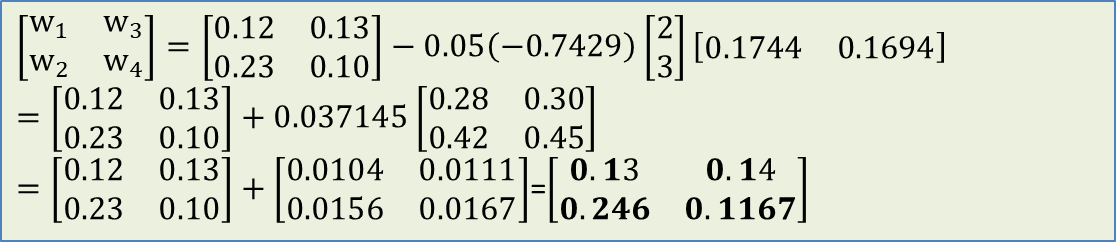 [w₁ w₃; w₂ w₄] = [0.12 0.13; 0.23 0.10] − 0.05(−0.7429) [2; 3] [0.1744 0.1694]
= [0.12 0.13; 0.23 0.10] + 0.037145 [0.28 0.30; 0.42 0.45]
= [0.12 0.13; 0.23 0.10] + [0.0104 0.0111; 0.0156 0.0167]=[0.13 0.14; 0.246 0.1167]